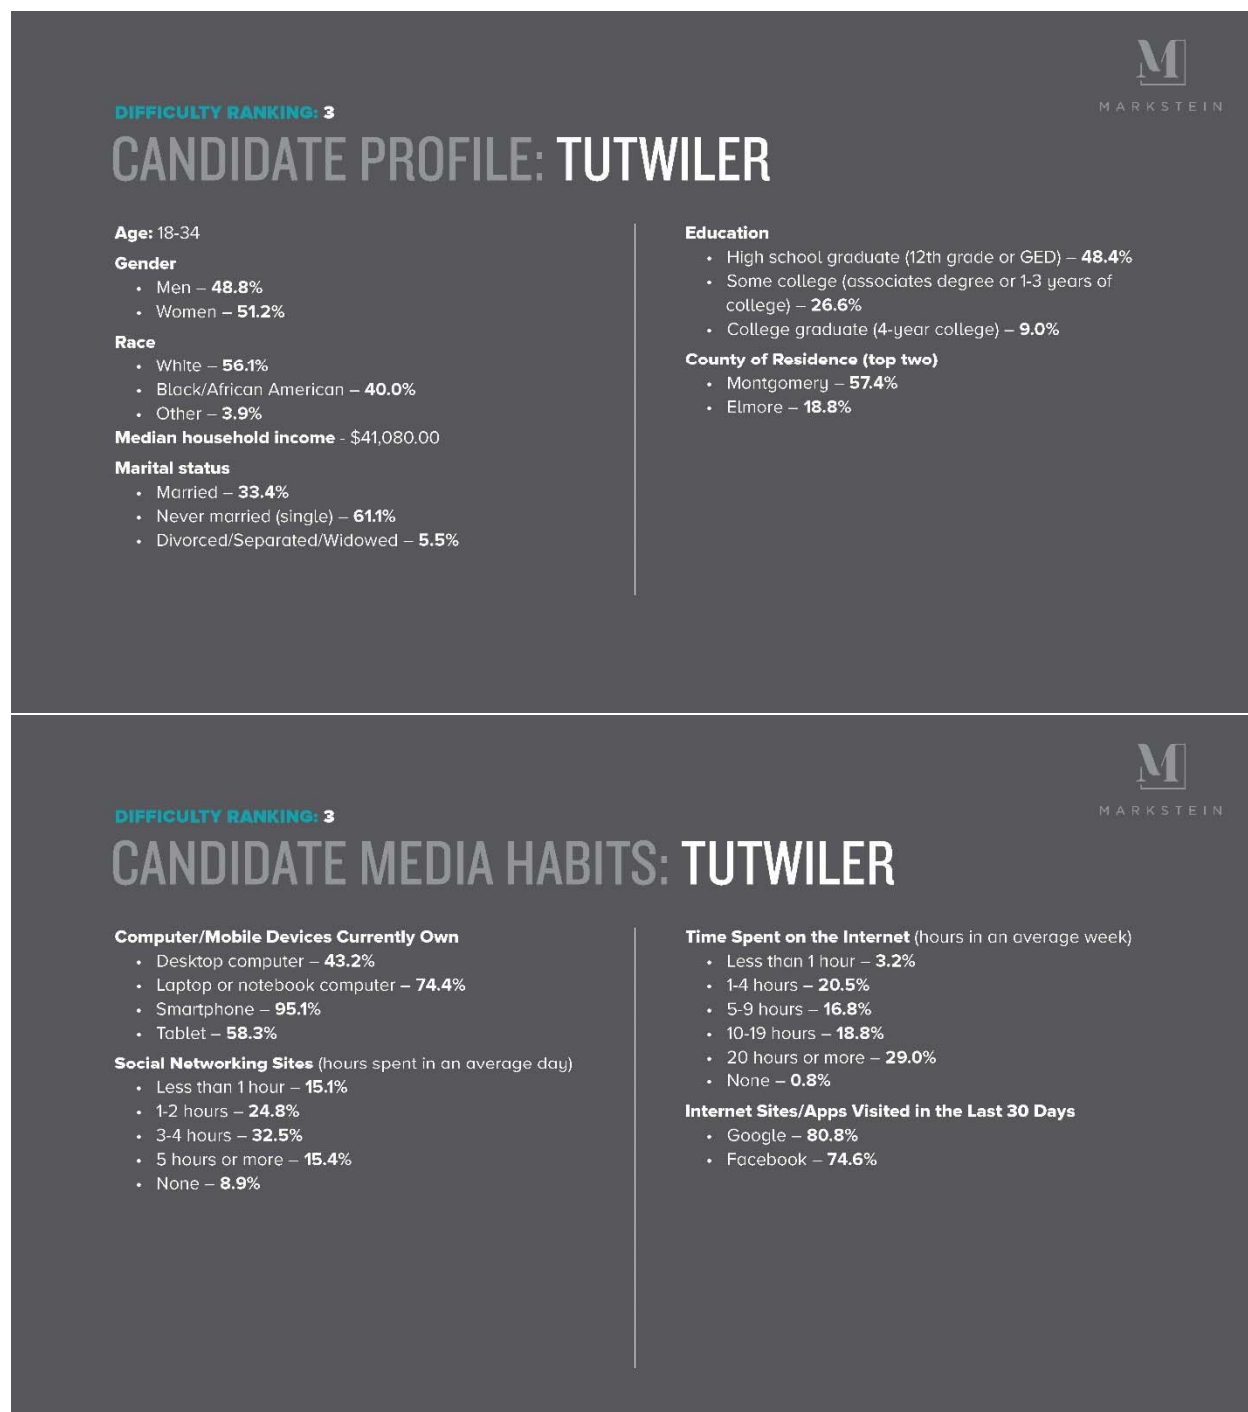 M
MARKSTEIN
DIFFICULTY RANKING: 3
CANDIDATE PROFILE: TUTWILER
Age: 18-34
Gender
• Men – 48.8%
• Women – 51.2%
Race
• White – 56.1%
• Black/African American – 40.0%
• Other – 3.9%
Median household income - $41,080.00
Marital status
• Married – 33.4%
• Never married (single) – 61.1%
• Divorced/Separated/Widowed – 5.5%
Education
• High school graduate (12th grade or GED) – 48.4%
• Some college (associates degree or 1-3 years of
college) – 26.6%
• College graduate (4-year college) – 9.0%
County of Residence (top two)
• Montgomery – 57.4%
• Elmore – 18.8%
M
MARKSTEIN
DIFFICULTY RANKING: 3
CANDIDATE MEDIA HABITS: TUTWILER
Computer/Mobile Devices Currently Own
• Desktop computer – 43.2%
• Laptop or notebook computer – 74.4%
• Smartphone – 95.1%
• Tablet – 58.3%
Social Networking Sites (hours spent in an average day)
• Less than 1 hour – 15.1%
• 1-2 hours – 24.8%
• 3-4 hours – 32.5%
• 5 hours or more – 15.4%
• None – 8.9%
Time Spent on the Internet (hours in an average week)
• Less than 1 hour – 3.2%
• 1-4 hours – 20.5%
• 5-9 hours – 16.8%
• 10-19 hours – 18.8%
• 20 hours or more – 29.0%
• None – 0.8%
Internet Sites/Apps Visited in the Last 30 Days
• Google – 80.8%
• Facebook – 74.6%